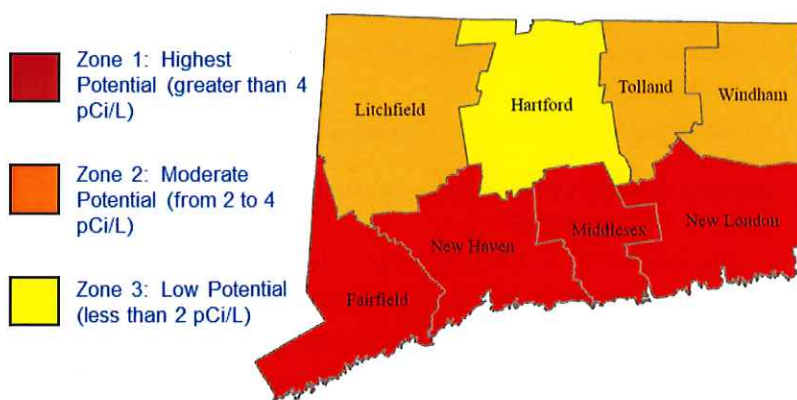 Zone 1: Highest
Potential (greater than 4
pCi/L)
Zone 2: Moderate
Potential (from 2 to 4
pCi/L)
Zone 3: Low Potential
(less than 2 pCi/L)
Litchfield
Hartford
Tolland
Windham
New Haven
Middlesex
New London
Fairfield